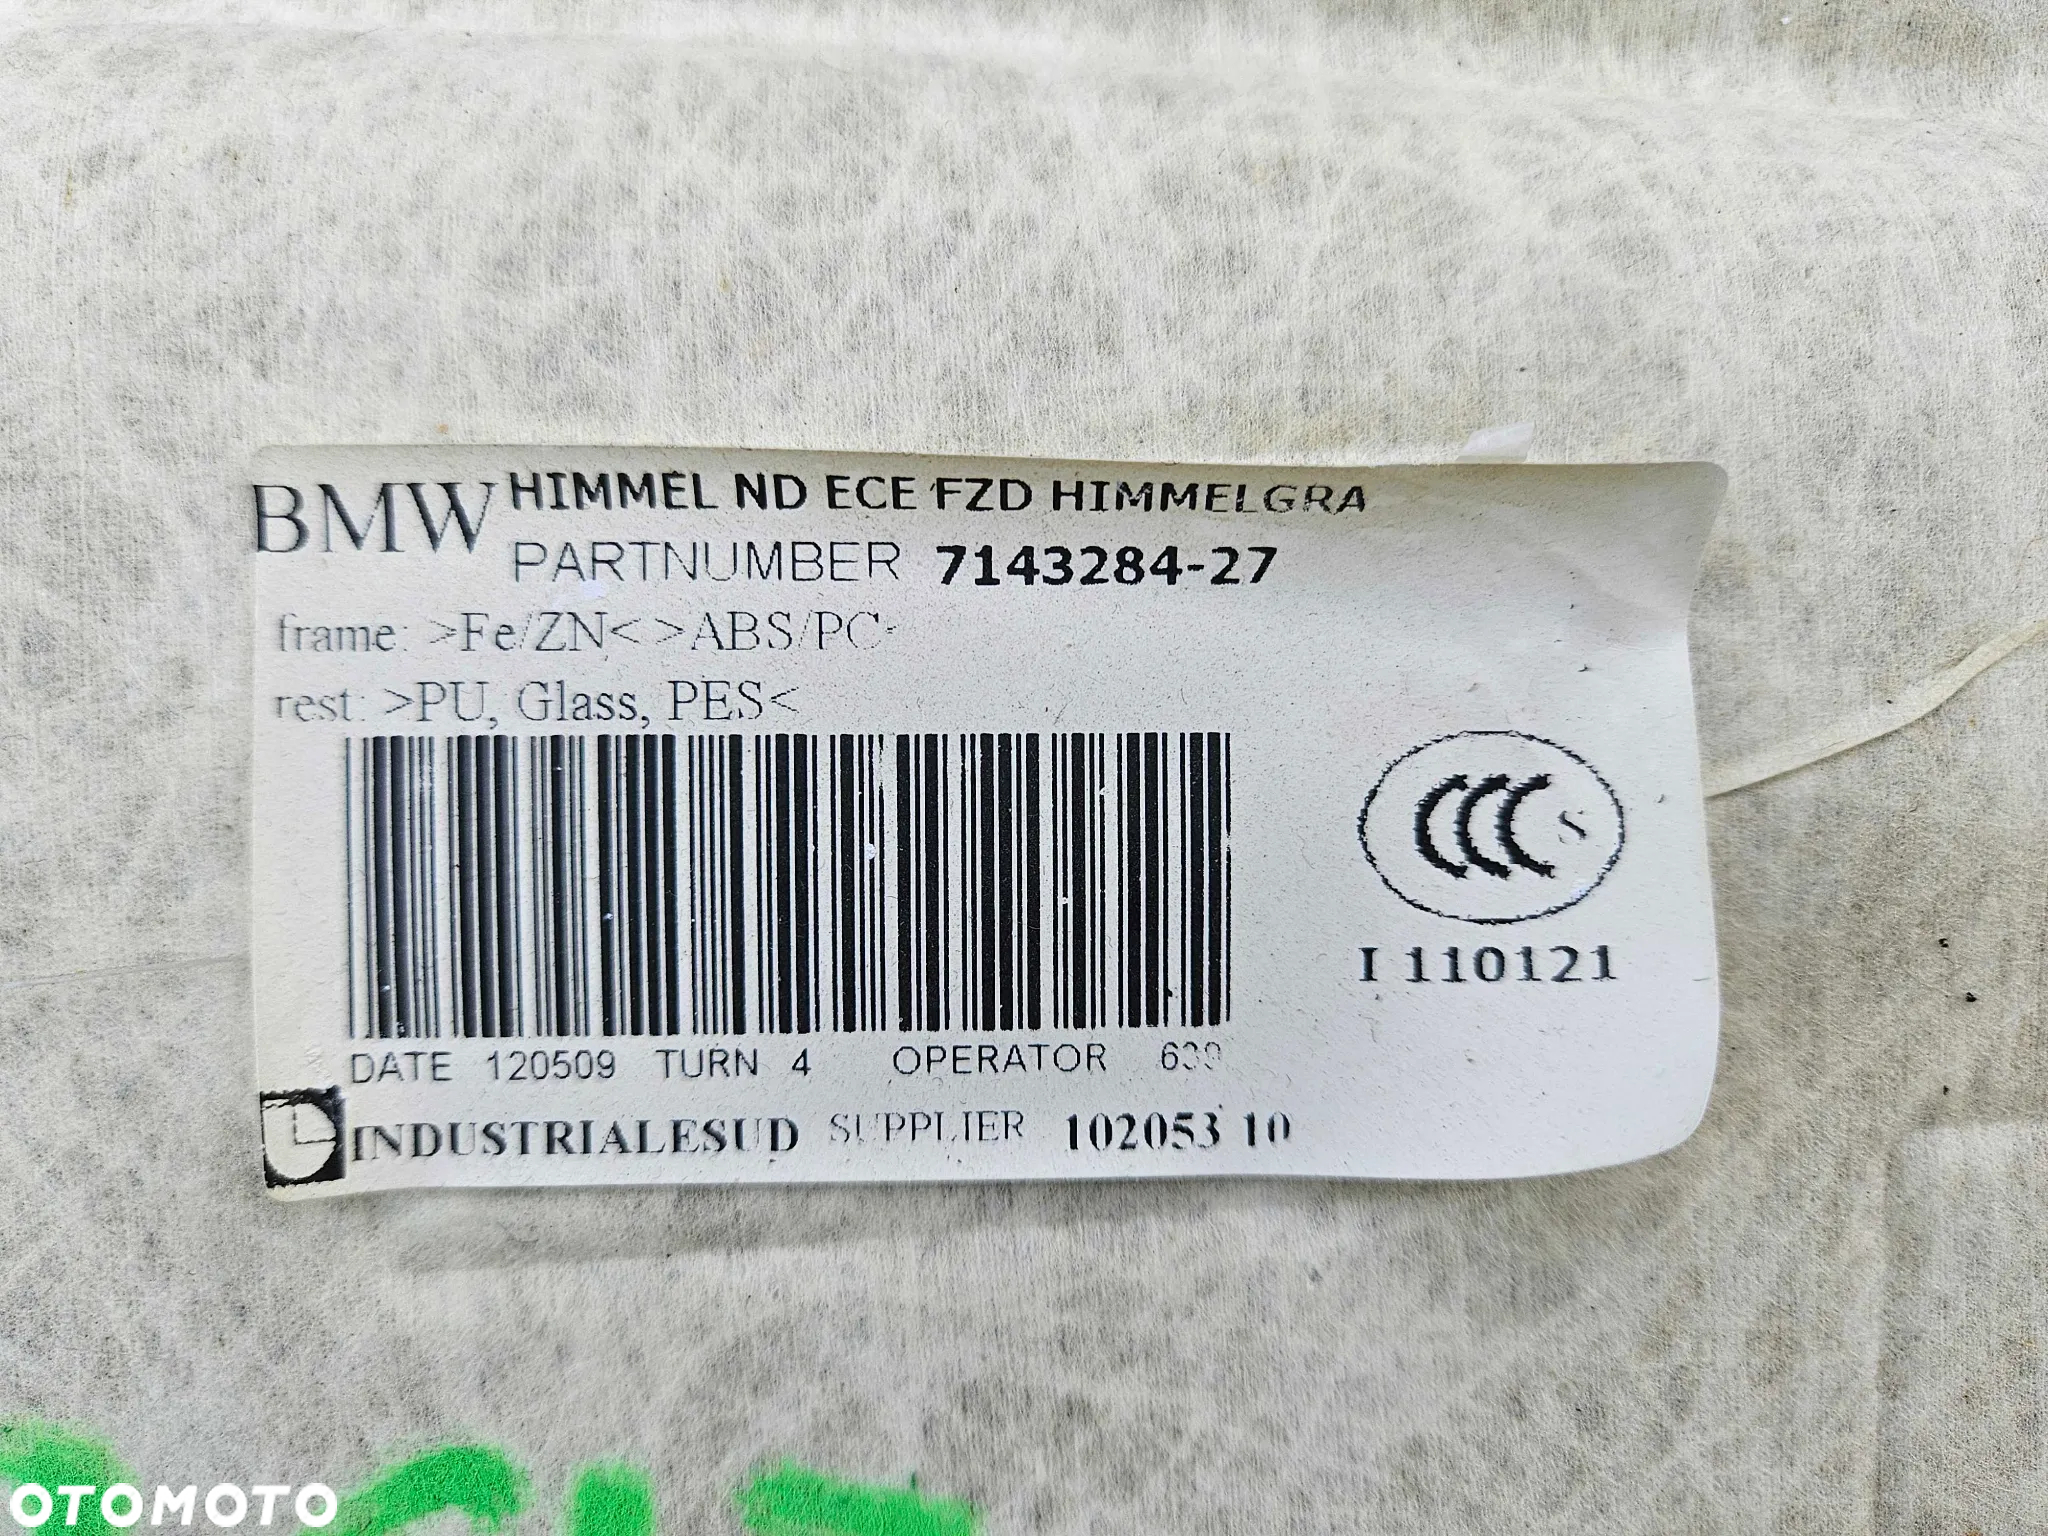 BMW HIMMEL ND ECE FZD HIMMELGRA
PARTNUMBER 7143284-27
frame: >Fe/ZN< >ABS/PC
rest: >PU, Glass, PES<
CCC S
I 110121
DATE 120509 TURN 4 OPERATOR
INDUSTRIALESUD SUPPLIER 102053 10
OTOMOTO